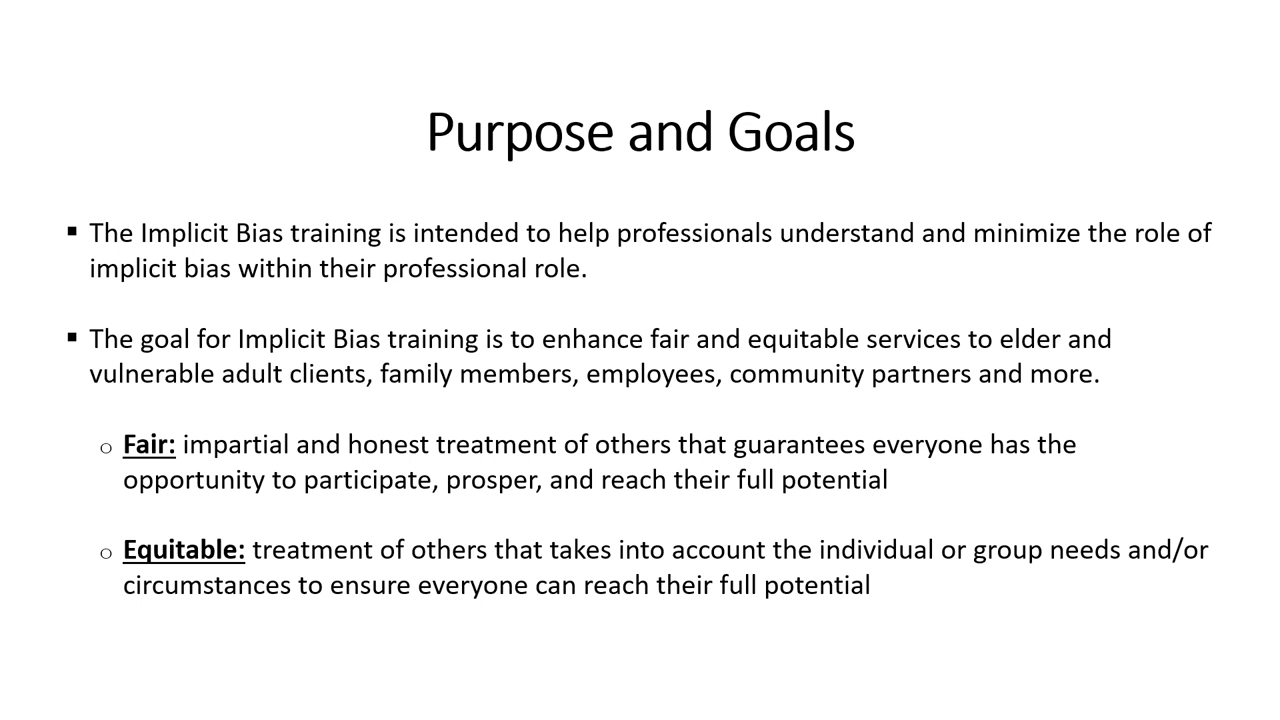 Purpose and Goals
▪ The Implicit Bias training is intended to help professionals understand and minimize the role of
implicit bias within their professional role.
▪ The goal for Implicit Bias training is to enhance fair and equitable services to elder and
vulnerable adult clients, family members, employees, community partners and more.
○ Fair: impartial and honest treatment of others that guarantees everyone has the
opportunity to participate, prosper, and reach their full potential
○ Equitable: treatment of others that takes into account the individual or group needs and/or
circumstances to ensure everyone can reach their full potential